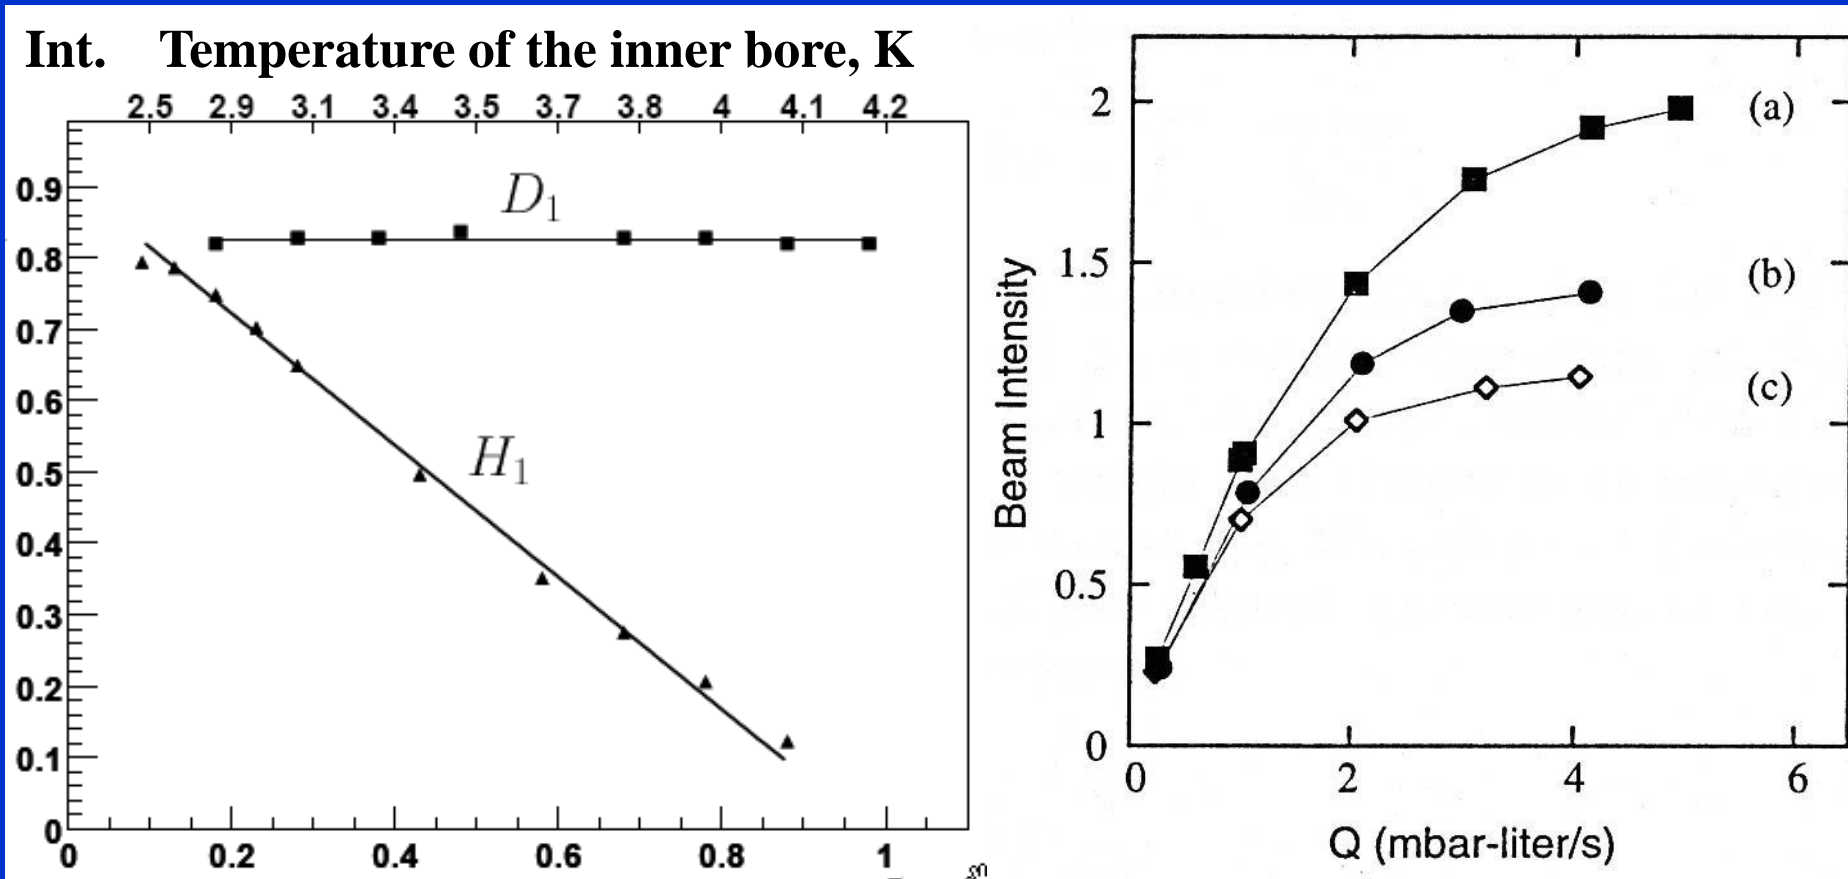 Int. Temperature of the inner bore, K
2.5 2.9 3.1 3.4 3.5 3.7 3.8 4 4.1 4.2
0.9
0.8
0.7
0.6
0.5
0.4
0.3
0.2
0.1
0
0 0.2 0.4 0.6 0.8 1
D1
H1
2
1.5
1
0.5
0
0 2 4 6
(a)
(b)
(c)
Beam Intensity
Q (mbar-liter/s)